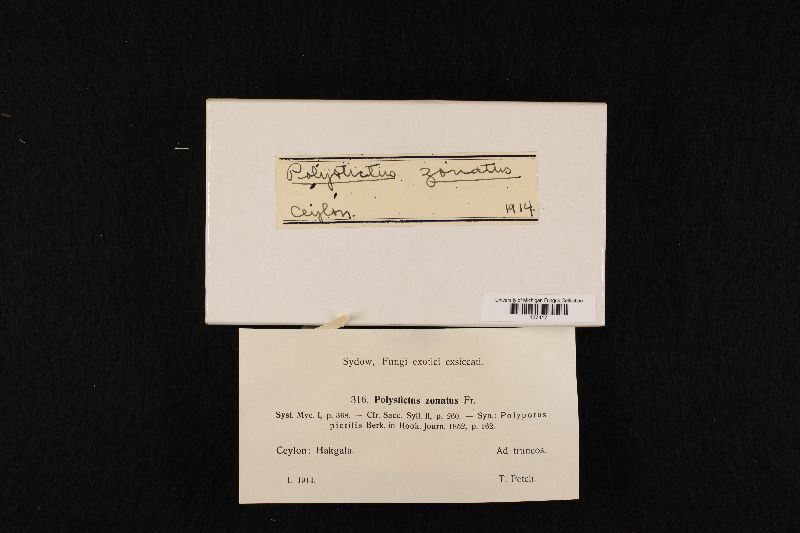 Polystictus zonatus
Ceylon. 1914.
University of Michigan Fungus Collection
Sydow, Fungi exotici exsiccati.
316. Polystictus zonatus Fr.
Syst. Myc. I, p. 368. — Cfr. Sacc. Syll. II, p. 260. — Syn.: Polyporus
pictilis Berk. in Hook. Journ. 1852, p. 162.
Ceylon: Hakgala. Ad truncos.
T. Petch.